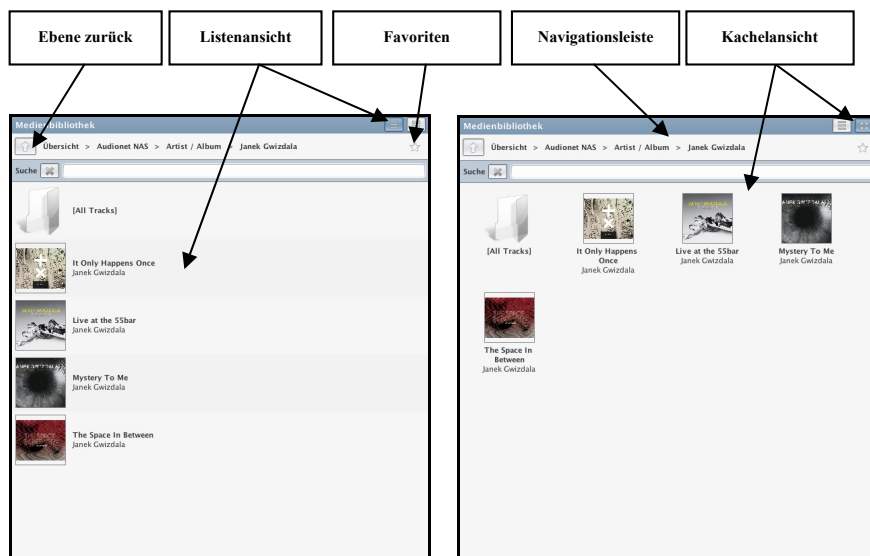 Ebene zurück
Listenansicht
Favoriten
Navigationsleiste
Kachelansicht
Medienbibliothek
Übersicht > Audionet NAS > Artist / Album > Janek Gwizdala
Suche
[All Tracks]
It Only Happens Once
Janek Gwizdala
Live at the 55bar
Janek Gwizdala
Mystery To Me
Janek Gwizdala
The Space In Between
Janek Gwizdala
Medienbibliothek
Übersicht > Audionet NAS > Artist / Album > Janek Gwizdala
Suche
[All Tracks]
It Only Happens
Once
Janek Gwizdala
Live at the 55bar
Janek Gwizdala
Mystery To Me
Janek Gwizdala
The Space In
Between
Janek Gwizdala